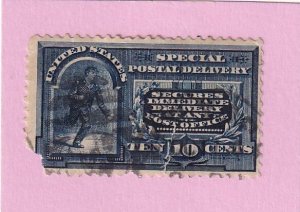 UNITED STATES
SPECIAL
POSTAL DELIVERY
SECURES
IMMEDIATE
DELIVERY
AT ANY
POST OFFICE
TEN 10 CENTS